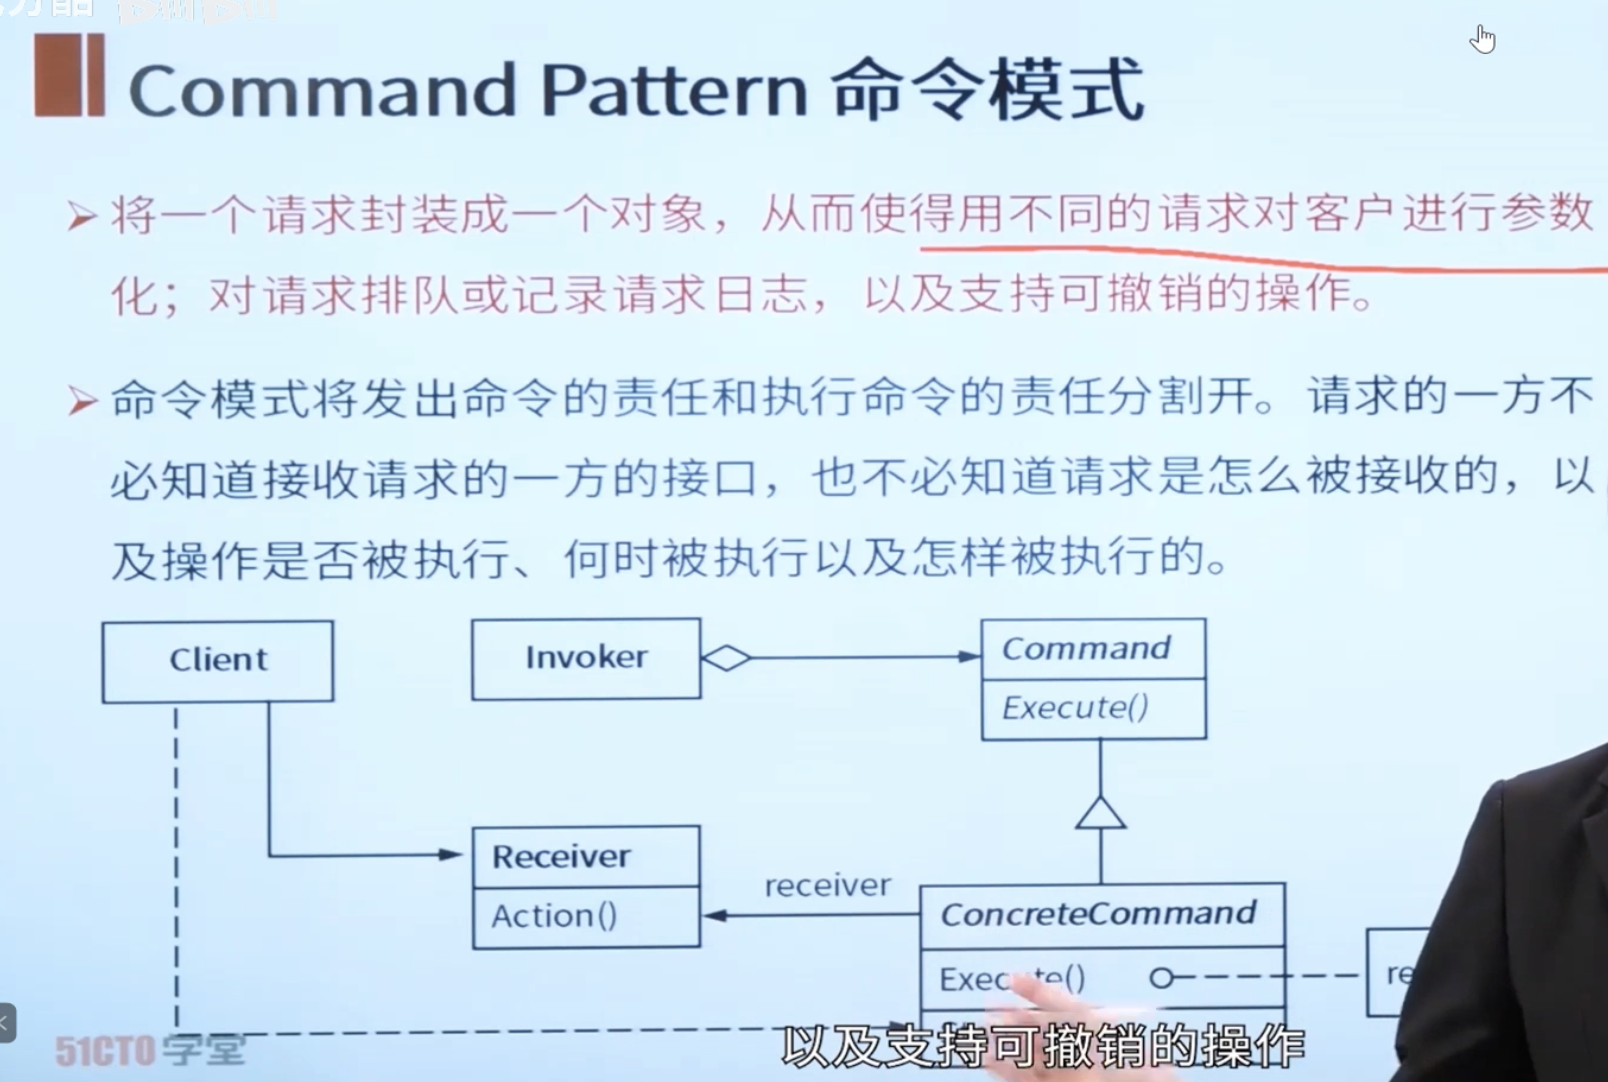 Command Pattern 命令模式
将一个请求封装成一个对象，从而使得用不同的请求对客户进行参数
化；对请求排队或记录请求日志，以及支持可撤销的操作。
命令模式将发出命令的责任和执行命令的责任分割开。请求的一方不
必知道接收请求的一方的接口，也不必知道请求是怎么被接收的，以
及操作是否被执行、何时被执行以及怎样被执行的。
Client
Invoker
Command
Execute()
Receiver
Action()
receiver
ConcreteCommand
Execute()
re
51CTO学堂
以及支持可撤销的操作